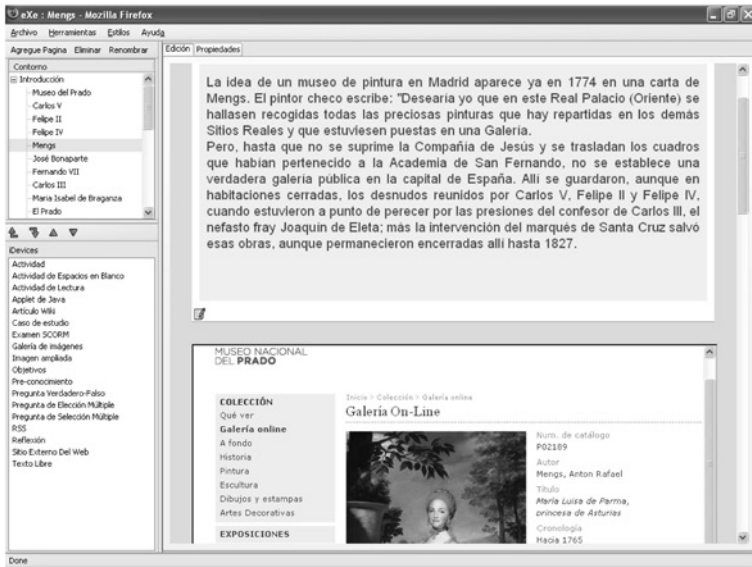 eXe : Mengs - Mozilla Firefox
Archivo Herramientas Estilos Ayuda
Agregue Pagina Eliminar Renombrar
Edición Propiedades
Contorno
Introducción
Museo del Prado
Carlos V
Felipe II
Felipe IV
Mengs
José Bonaparte
Fernando VII
Carlos III
Maria Isabel de Braganza
El Prado
iDevices
Actividad
Actividad de Espacios en Blanco
Actividad de Lectura
Applet de Java
Artículo Wiki
Caso de estudio
Examen SCORM
Galería de imágenes
Imagen ampliada
Objetivos
Pre-conocimiento
Pregunta Verdadero-Falso
Pregunta de Elección Múltiple
Pregunta de Selección Múltiple
RSS
Reflexión
Sitio Externo Del Web
Texto Libre
La idea de un museo de pintura en Madrid aparece ya en 1774 en una carta de
Mengs. El pintor checo escribe: "Desearía yo que en este Real Palacio (Oriente) se
hallasen recogidas todas las preciosas pinturas que hay repartidas en los demás
Sitios Reales y que estuviesen puestas en una Galería.
Pero, hasta que no se suprime la Compañía de Jesús y se trasladan los cuadros
que habían pertenecido a la Academia de San Fernando, no se establece una
verdadera galería pública en la capital de España. Allí se guardaron, aunque en
habitaciones cerradas, los desnudos reunidos por Carlos V, Felipe II y Felipe IV,
cuando estuvieron a punto de perecer por las presiones del confesor de Carlos III, el
nefasto fray Joaquín de Eleta; más la intervención del marqués de Santa Cruz salvó
esas obras, aunque permanecieron encerradas allí hasta 1827.
MUSEO NACIONAL
DEL PRADO
COLECCIÓN
Qué ver
Galería online
A fondo
Historia
Pintura
Escultura
Dibujos y estampas
Artes Decorativas
EXPOSICIONES
Inicio > Colección > Galería online
Galería On-Line
Num. de catálogo
P02189
Autor
Mengs, Anton Rafael
Título
María Luisa de Parma,
princesa de Asturias
Cronología
Hacia 1765
Done